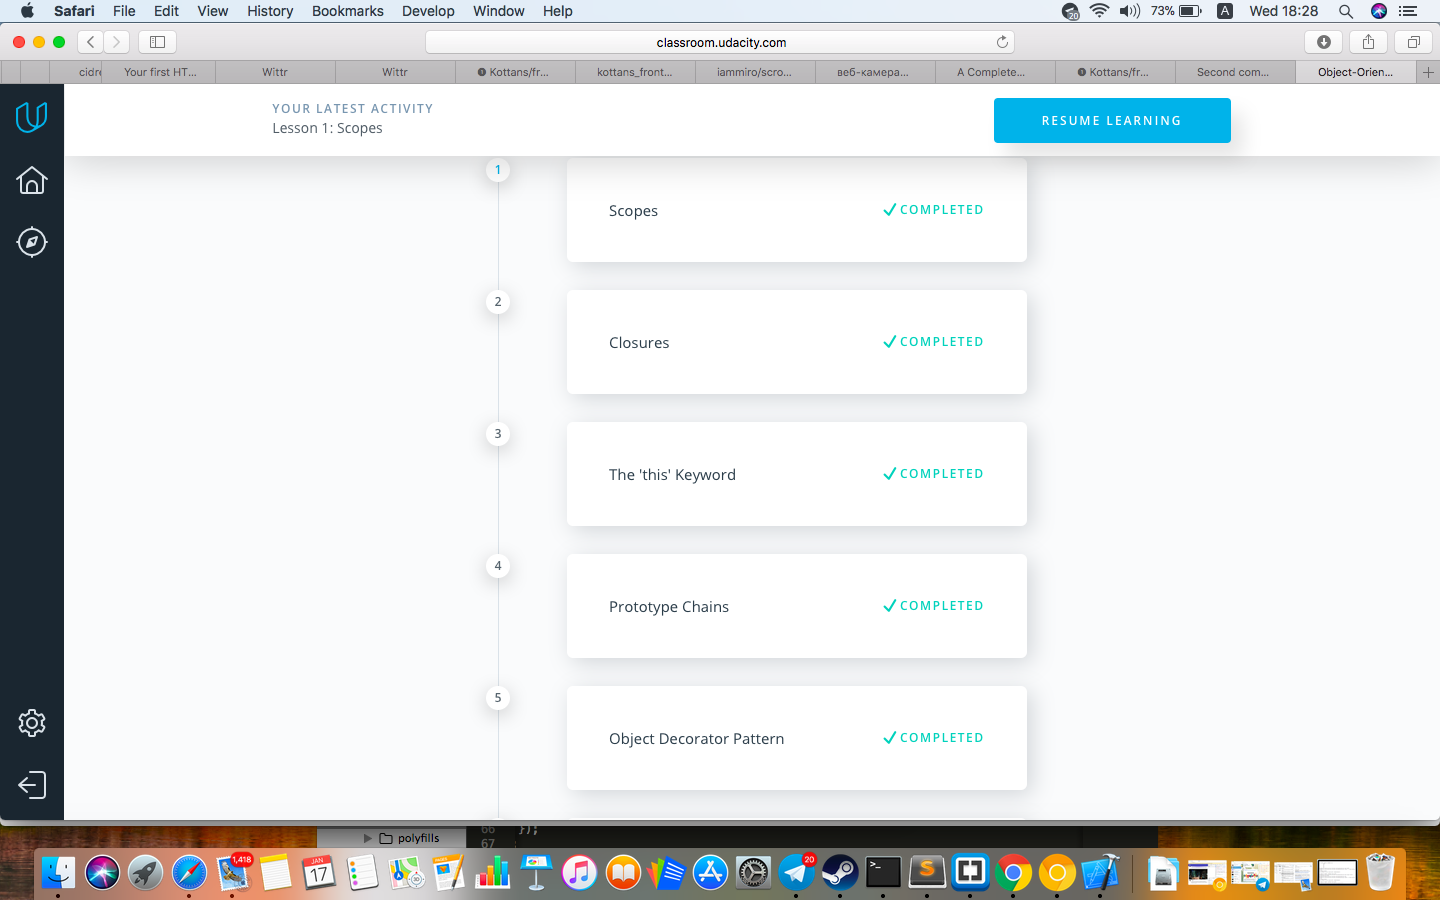 Safari File Edit View History Bookmarks Develop Window Help 20 73% A Wed 18:28
classroom.udacity.com
Your first HT... Wittr Wittr Kottans/fr... kottans_front... iammiro/scro... веб-камера... A Complete... Kottans/fr... Second com... Object-Orien...
YOUR LATEST ACTIVITY
Lesson 1: Scopes
RESUME LEARNING
1
Scopes COMPLETED
2
Closures COMPLETED
3
The 'this' Keyword COMPLETED
4
Prototype Chains COMPLETED
5
Object Decorator Pattern COMPLETED
polyfills
66 });
67
1,418
JAN
17
20